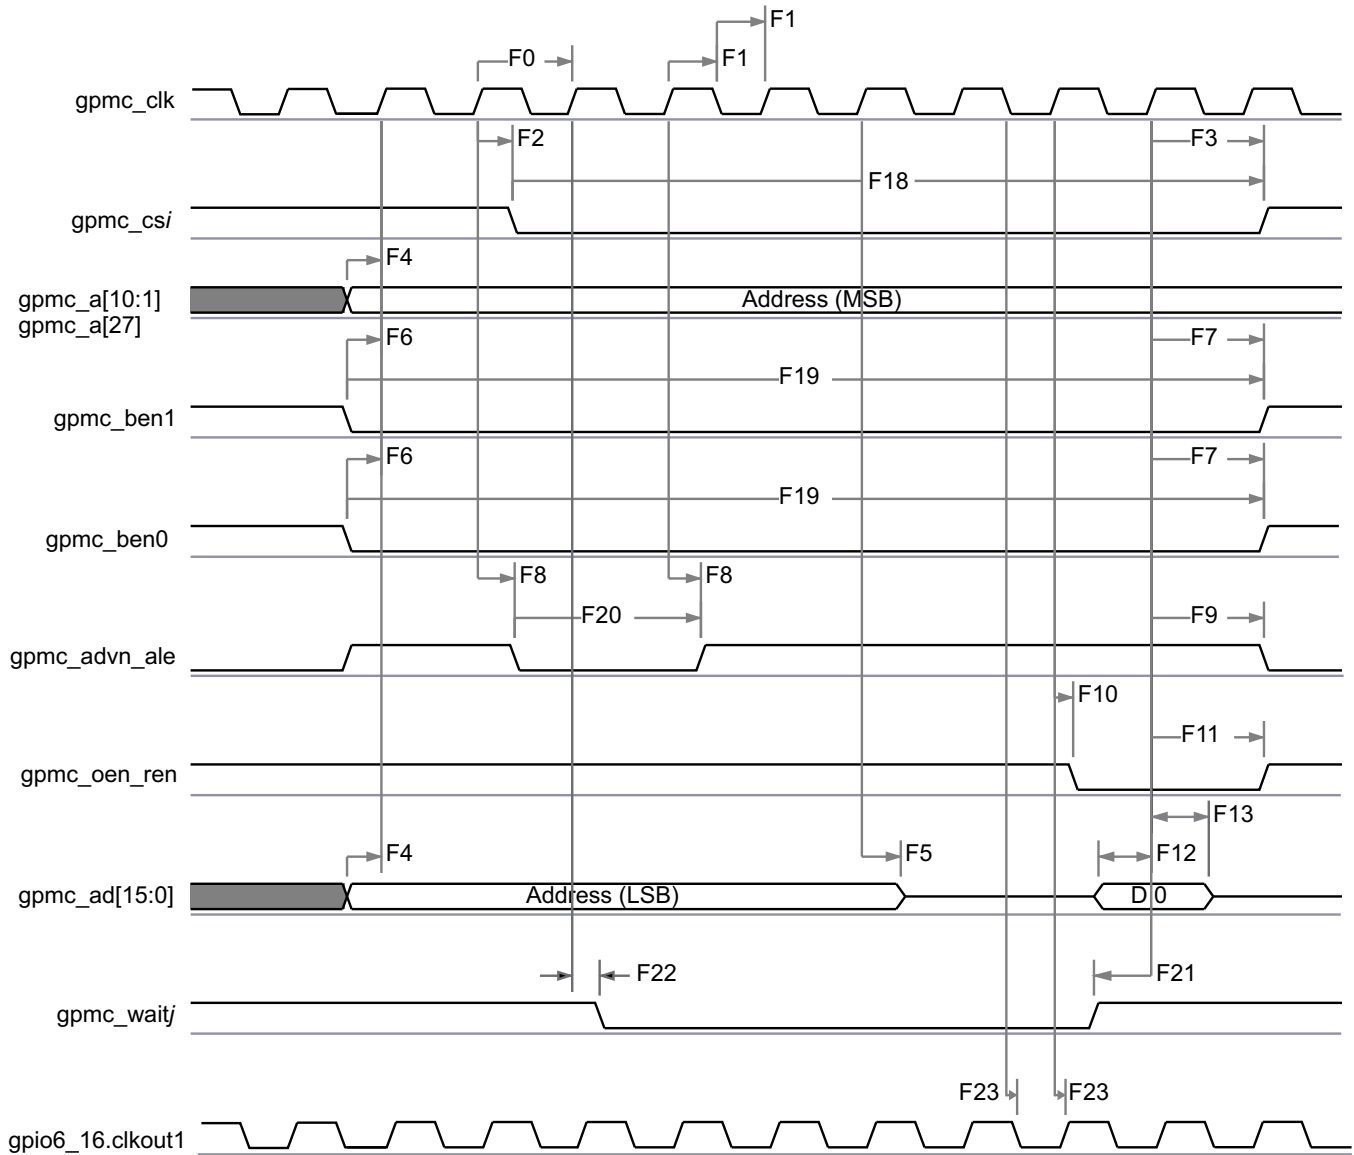 F1
F0
F1
gpmc_clk
F2
F3
F18
gpmc_csi
F4
gpmc_a[10:1]
Address (MSB)
gpmc_a[27]
F6
F7
F19
gpmc_ben1
F6
F7
F19
gpmc_ben0
F8
F8
F20
F9
gpmc_advn_ale
F10
F11
gpmc_oen_ren
F13
F4
F5
F12
gpmc_ad[15:0]
Address (LSB)
D 0
F22
F21
gpmc_waitj
F23
F23
gpio6_16.clkout1